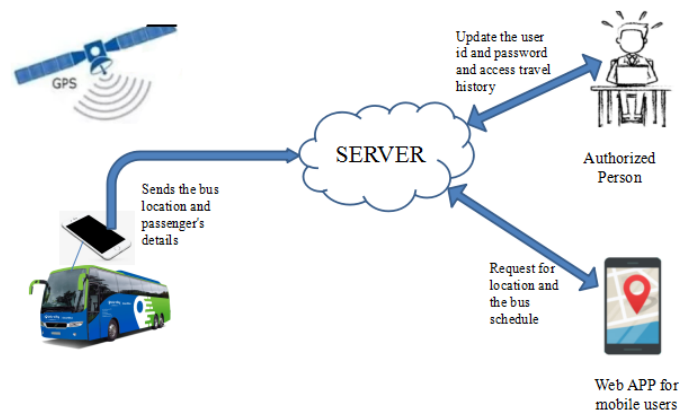 GPS
Update the user
id and password
and access travel
history
SERVER
Authorized
Person
Sends the bus
location and
passenger's
details
Request for
location and
the bus
schedule
Web APP for
mobile users